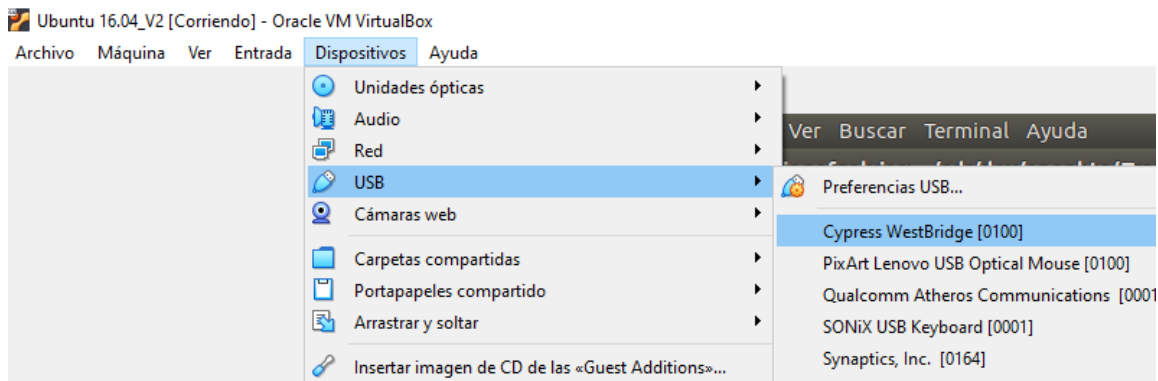 Ubuntu 16.04_V2 [Corriendo] - Oracle VM VirtualBox
Archivo Máquina Ver Entrada Dispositivos Ayuda
Unidades ópticas
Audio
Red
USB
Cámaras web
Carpetas compartidas
Portapapeles compartido
Arrastrar y soltar
Insertar imagen de CD de las «Guest Additions»...
Ver Buscar Terminal Ayuda
Preferencias USB...
Cypress WestBridge [0100]
PixArt Lenovo USB Optical Mouse [0100]
Qualcomm Atheros Communications [0001
SONiX USB Keyboard [0001]
Synaptics, Inc. [0164]